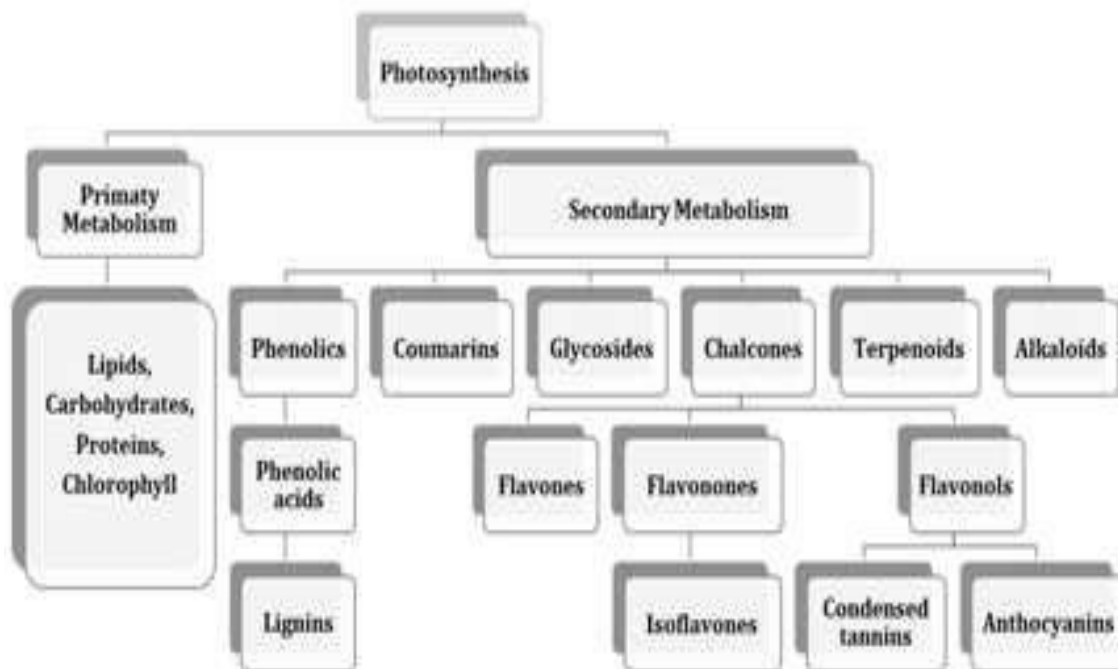 Photosynthesis
Primaty
Metabolism
Secondary Metabolism
Lipids,
Carbohydrates,
Proteins,
Chlorophyll
Phenolics
Coumarins
Glycosides
Chalcones
Terpenoids
Alkaloids
Phenolic
acids
Flavones
Flavonones
Flavonols
Lignins
Isoflavones
Condensed
tannins
Anthocyanins